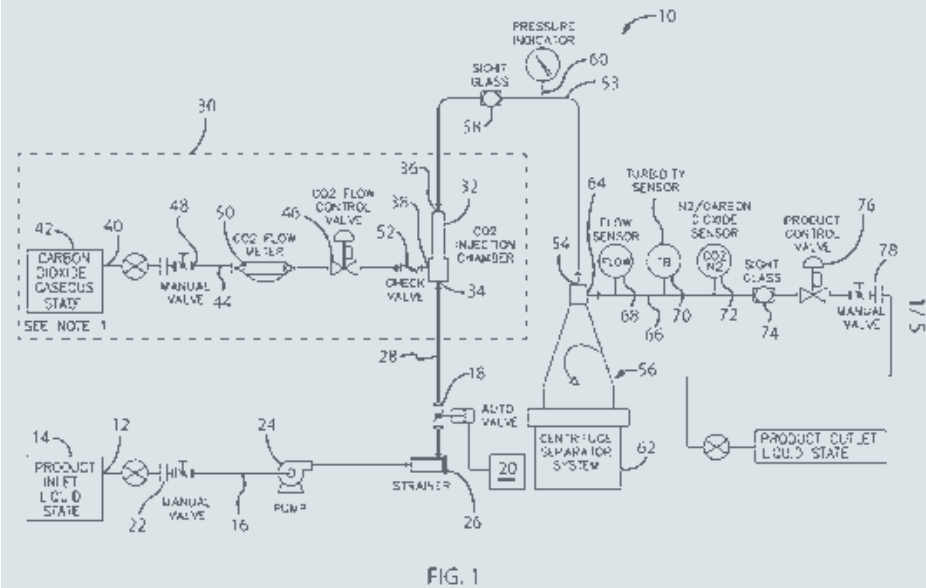 10
PRESSURE
INDICATOR
60
53
SIGHT
GLASS
58
30
36
32
CO2 INJECTION
CHAMBER
38
34
CO2 FLOW
CONTROL
VALVE
46
52
CHECK
VALVE
50
CO2 FLOW
METER
48
MANUAL VALVE
44
42
40
CARBON
DIOXIDE
GASEOUS
STATE
SEE NOTE 1
64
54
FLOW
SENSOR
FLOW
68
66
TURBDITY
SENSOR
TB
70
N2/CARBON
DIOXIDE
SENSOR
CO2
N2
72
SIGHT
GLASS
74
PRODUCT
CONTROL
VALVE
76
78
MANUAL
VALVE
1/5
28
18
AUTO
VALVE
20
56
CENTRIFUGE
SEPARATOR
SYSTEM
62
PRODUCT OUTLET
LIQUID STATE
14
12
PRODUCT
INLET
LIQUID
STATE
22
MANUAL
VALVE
16
24
PUMP
STRAINER
26
FIG. 1